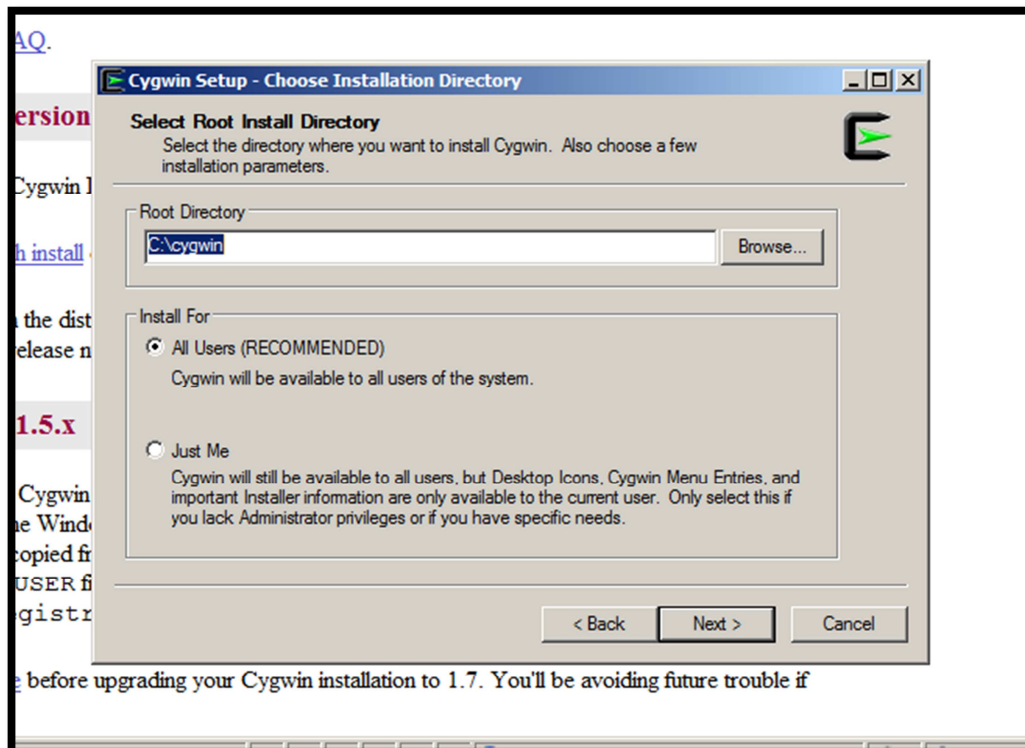 AQ.
Cygwin Setup - Choose Installation Directory
ersion
Select Root Install Directory
Select the directory where you want to install Cygwin. Also choose a few
installation parameters.
Cygwin
Root Directory
C:\cygwin
Browse...
h install
the dist
Install For
elease n
All Users (RECOMMENDED)
Cygwin will be available to all users of the system.
1.5.x
Just Me
Cygwin will still be available to all users, but Desktop Icons, Cygwin Menu Entries, and
important Installer information are only available to the current user. Only select this if
you lack Administrator privileges or if you have specific needs.
Cygwin
e Wind
copied fr
USER fi
gistr
< Back
Next >
Cancel
e before upgrading your Cygwin installation to 1.7. You'll be avoiding future trouble if